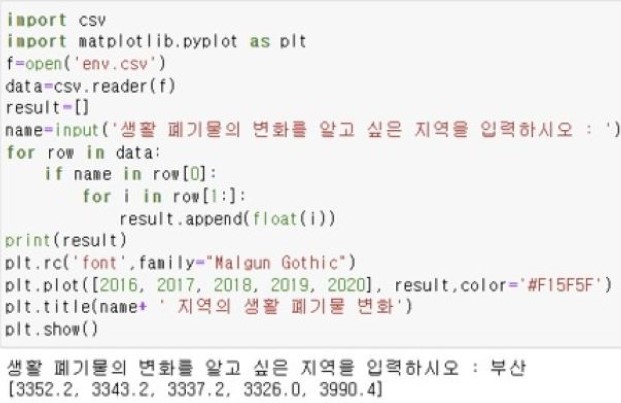 import csv
import matplotlib.pyplot as plt
f=open('env.csv')
data=csv.reader(f)
result=[]
name=input('생활 폐기물의 변화를 알고 싶은 지역을 입력하시오 : ')
for row in data:
    if name in row[0]:
        for i in row[1:]:
            result.append(float(i))
print(result)
plt.rc('font',family="Malgun Gothic")
plt.plot([2016, 2017, 2018, 2019, 2020], result,color='#F15F5F')
plt.title(name+ ' 지역의 생활 폐기물 변화')
plt.show()
생활 폐기물의 변화를 알고 싶은 지역을 입력하시오 : 부산
[3352.2, 3343.2, 3337.2, 3326.0, 3990.4]